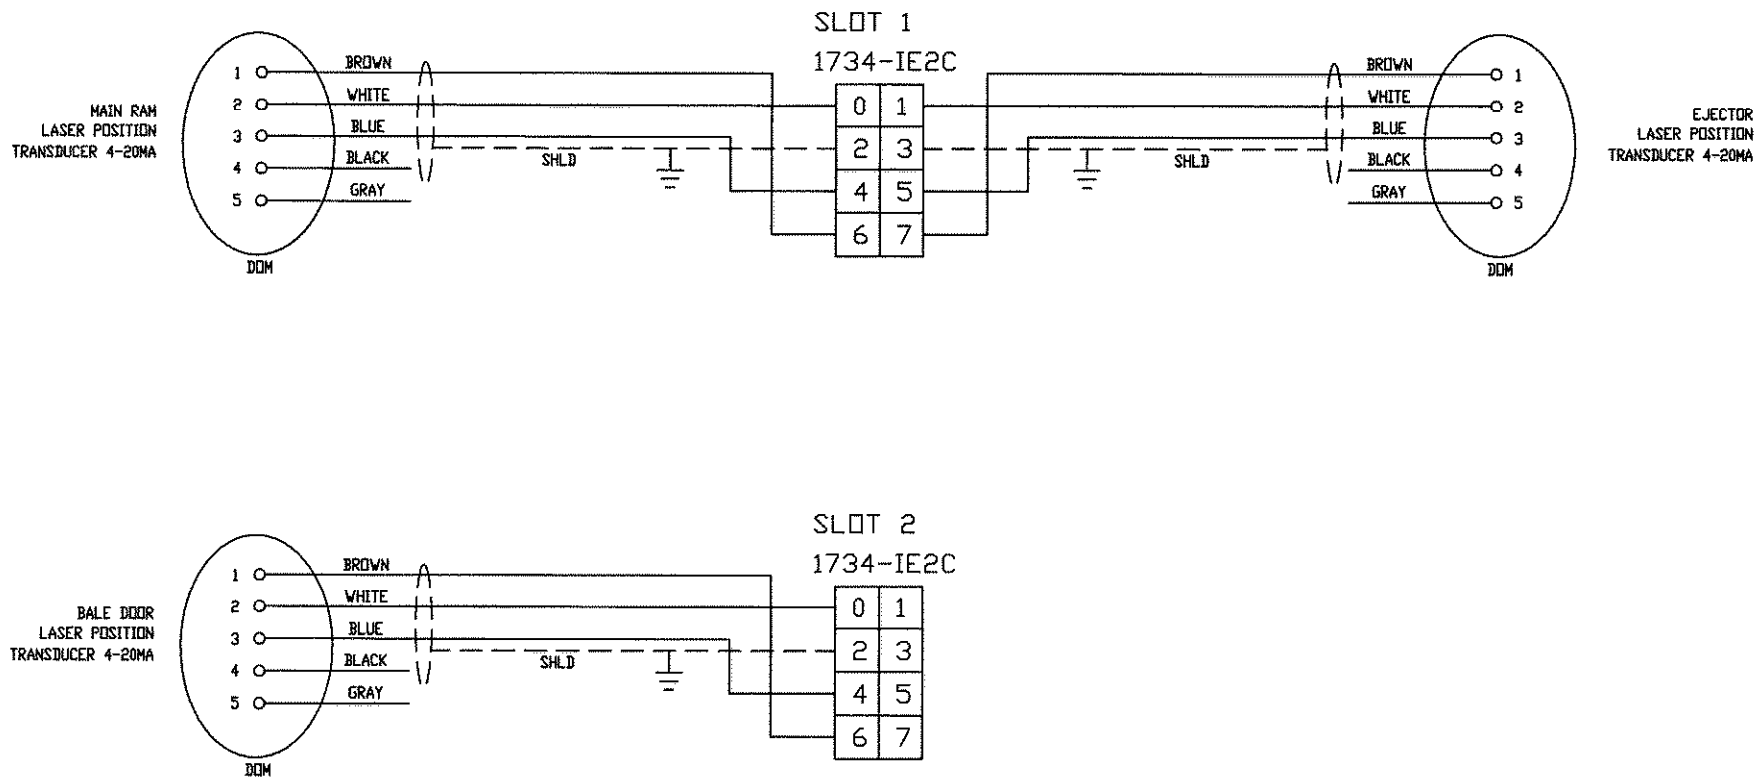 SLOT 1
1734-IE2C
MAIN RAM
LASER POSITION
TRANSDUCER 4-20MA
1 BROWN
2 WHITE
3 BLUE
4 BLACK
5 GRAY
DOM
SHLD
0 1
2 3
4 5
6 7
SHLD
BROWN 1
WHITE 2
BLUE 3
BLACK 4
GRAY 5
DOM
EJECTOR
LASER POSITION
TRANSDUCER 4-20MA
SLOT 2
1734-IE2C
BALE DOOR
LASER POSITION
TRANSDUCER 4-20MA
1 BROWN
2 WHITE
3 BLUE
4 BLACK
5 GRAY
DOM
SHLD
0 1
2 3
4 5
6 7